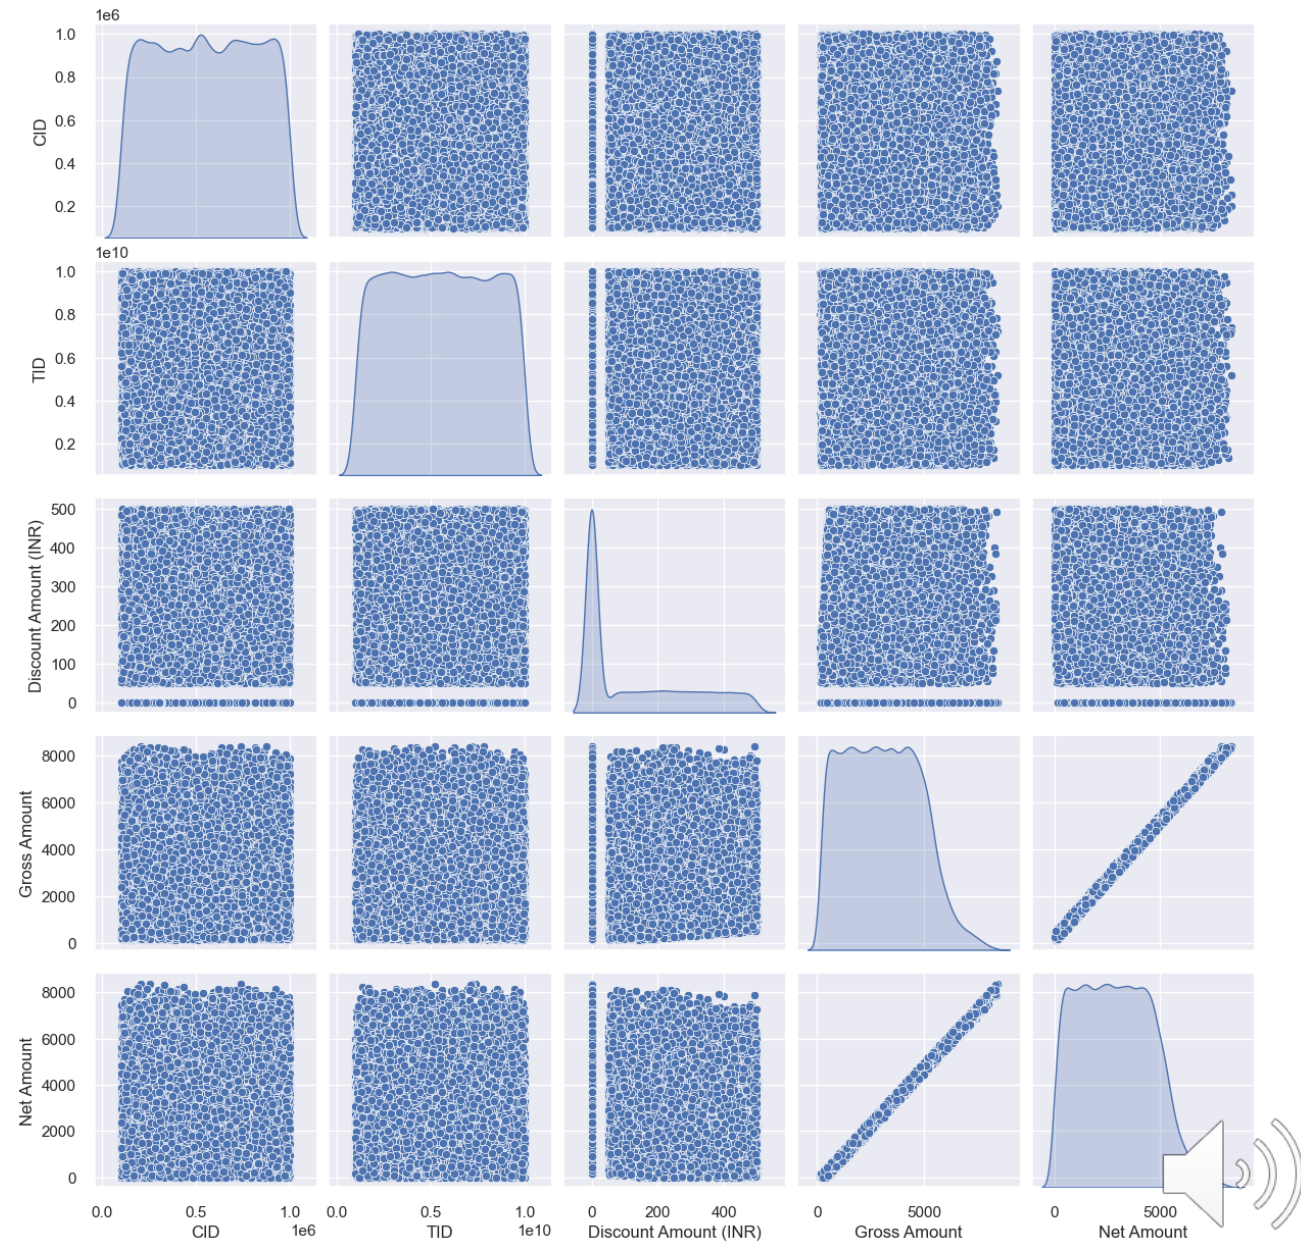 1e6
1.0
0.8
0.6
0.4
0.2
CID
1e10
1.0
0.8
0.6
0.4
0.2
TID
500
400
300
200
100
0
Discount Amount (INR)
8000
6000
4000
2000
0
Gross Amount
8000
6000
4000
2000
0
Net Amount
0.0 0.5 1.0 0.0 0.5 1.0 0 200 400 0 5000 0 5000
1e6 1e10
CID TID Discount Amount (INR) Gross Amount Net Amount